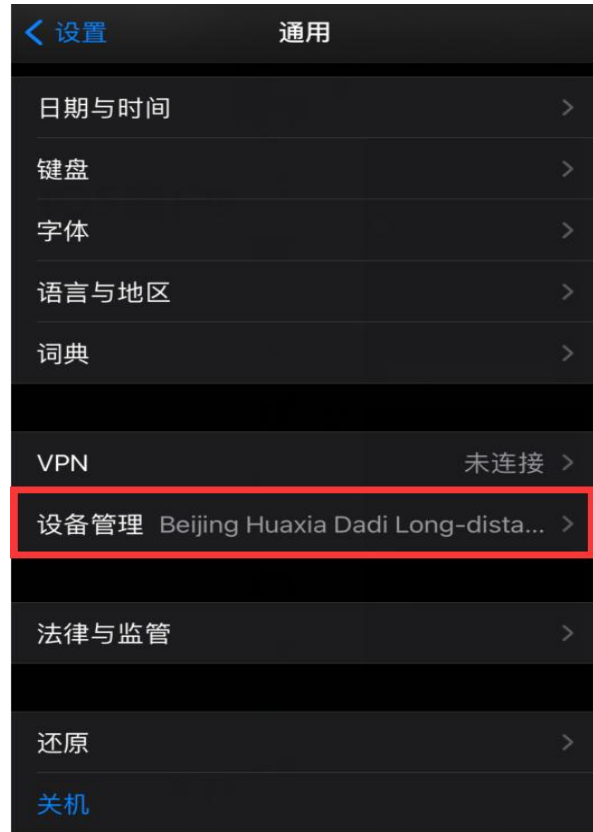 设置 通用
日期与时间
键盘
字体
语言与地区
词典
VPN 未连接
设备管理 Beijing Huaxia Dadi Long-dista...
法律与监管
还原
关机